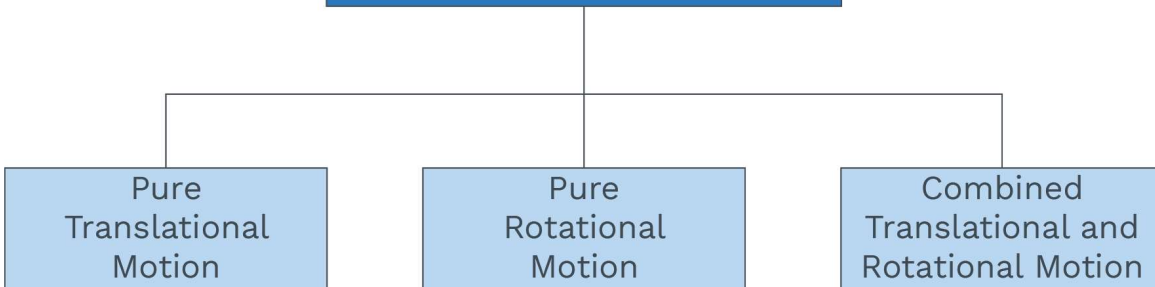 Pure
Translational
Motion
Pure
Rotational
Motion
Combined
Translational and
Rotational Motion